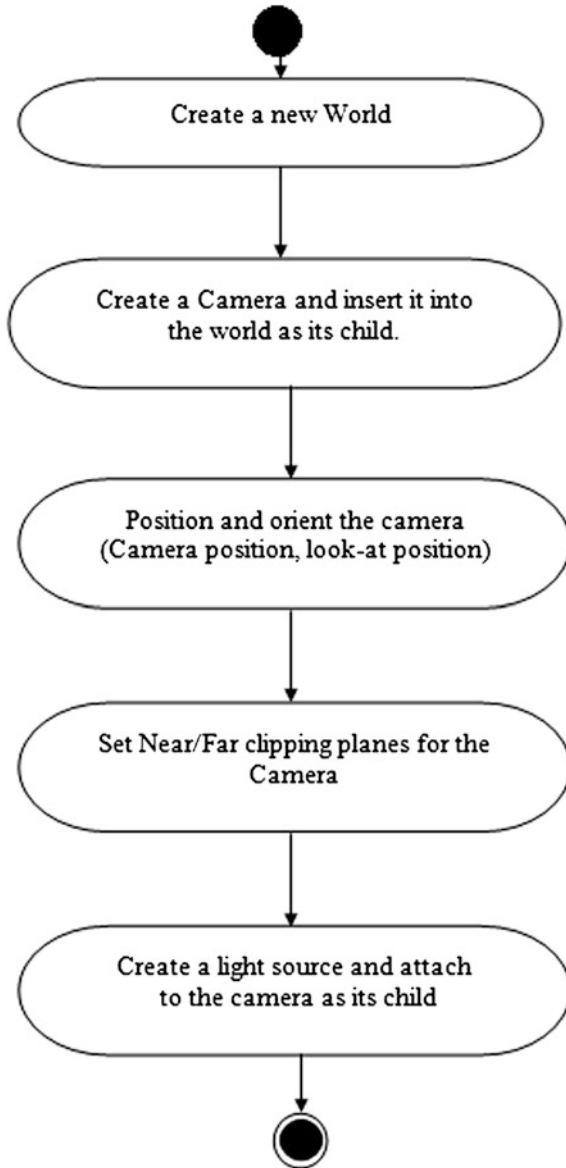 Create a new World
Create a Camera and insert it into
the world as its child.
Position and orient the camera
(Camera position, look-at position)
Set Near/Far clipping planes for the
Camera
Create a light source and attach
to the camera as its child